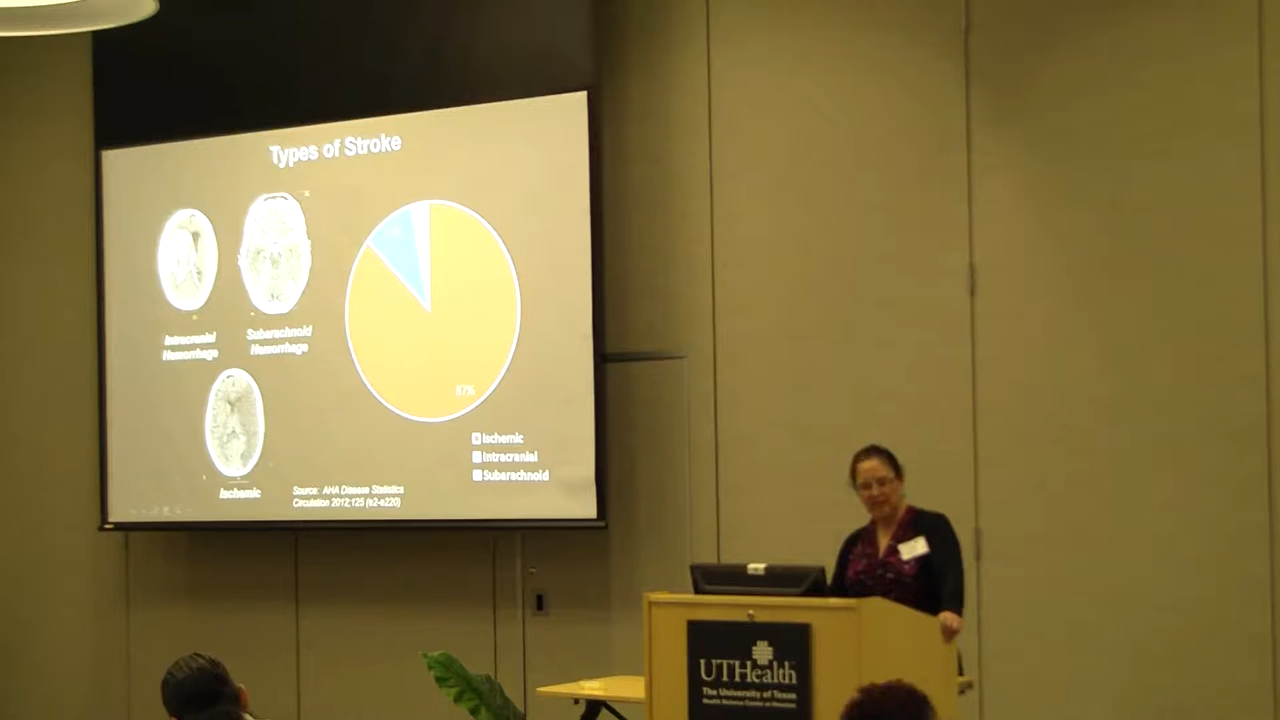 Types of Stroke
Intracranial
Hemorrhage
Subarachnoid
Hemorrhage
87%
Ischemic
Ischemic
Intracranial
Subarachnoid
Source: AHA Disease Statistics
Circulation 2012;125 (e2-e220)
UTHealth
The University of Texas
Health Science Center at Houston